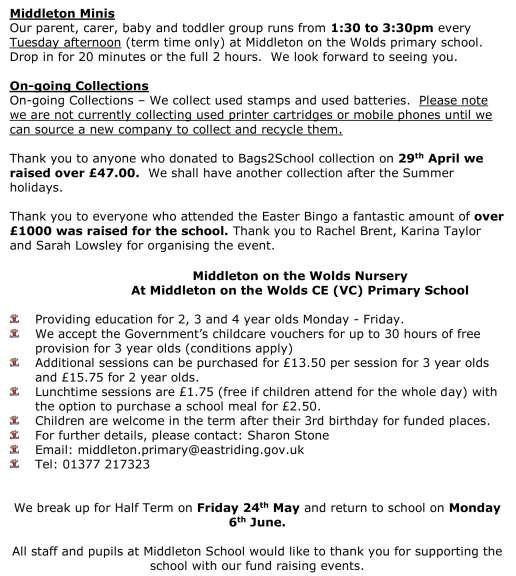 Middleton Minis
Our parent, carer, baby and toddler group runs from 1:30 to 3:30pm every
Tuesday afternoon (term time only) at Middleton on the Wolds primary school.
Drop in for 20 minutes or the full 2 hours.  We look forward to seeing you.
On-going Collections
On-going Collections – We collect used stamps and used batteries.  Please note
we are not currently collecting used printer cartridges or mobile phones until we
can source a new company to collect and recycle them.
Thank you to anyone who donated to Bags2School collection on 29th April we
raised over £47.00.  We shall have another collection after the Summer
holidays.
Thank you to everyone who attended the Easter Bingo a fantastic amount of over
£1000 was raised for the school. Thank you to Rachel Brent, Karina Taylor
and Sarah Lowsley for organising the event.
Middleton on the Wolds Nursery
At Middleton on the Wolds CE (VC) Primary School
Providing education for 2, 3 and 4 year olds Monday - Friday.
We accept the Government's childcare vouchers for up to 30 hours of free
provision for 3 year olds (conditions apply)
Additional sessions can be purchased for £13.50 per session for 3 year olds
and £15.75 for 2 year olds.
Lunchtime sessions are £1.75 (free if children attend for the whole day) with
the option to purchase a school meal for £2.50.
Children are welcome in the term after their 3rd birthday for funded places.
For further details, please contact: Sharon Stone
Email: middleton.primary@eastriding.gov.uk
Tel: 01377 217323
We break up for Half Term on Friday 24th May and return to school on Monday
6th June.
All staff and pupils at Middleton School would like to thank you for supporting the
school with our fund raising events.